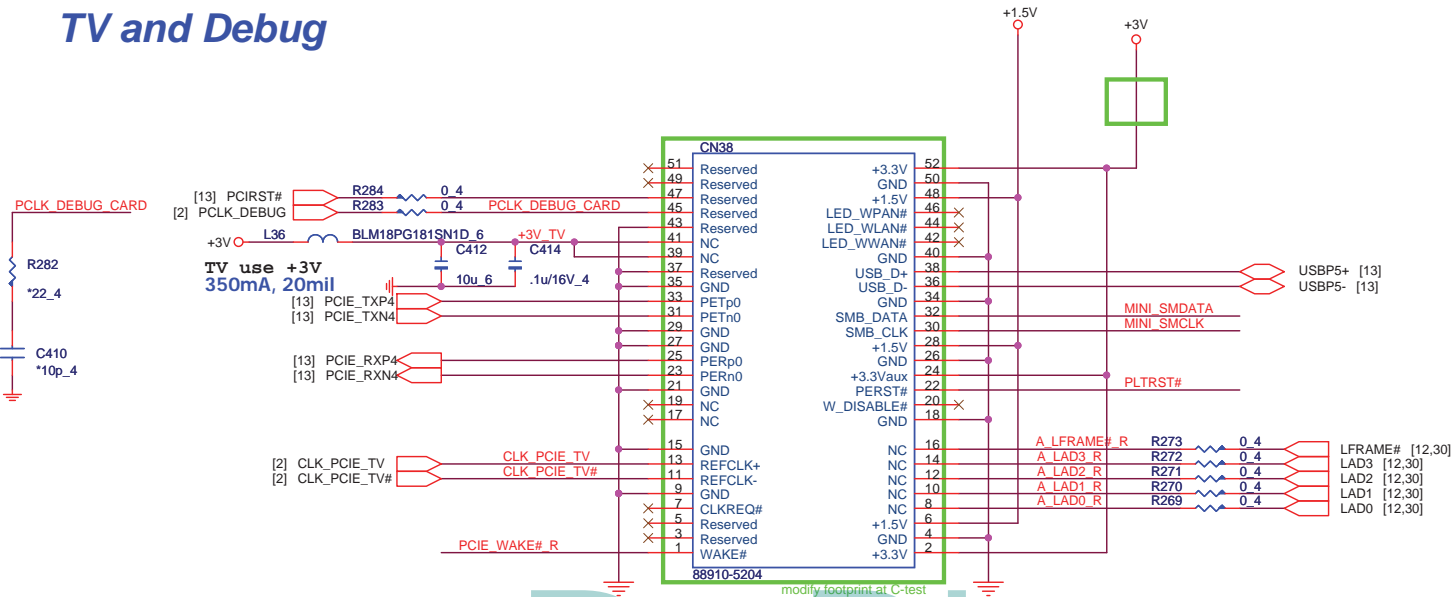 TV and Debug
+1.5V
+3V
CN38
51 Reserved
49 Reserved
47 Reserved
45 Reserved
43 Reserved
41 NC
39 NC
37 Reserved
35 GND
33 PETp0
31 PETn0
29 GND
27 GND
25 PERp0
23 PERn0
21 GND
19 NC
17 NC
15 GND
13 REFCLK+
11 REFCLK-
9 GND
7 CLKREQ#
5 Reserved
3 Reserved
1 WAKE#
+3.3V 52
GND 50
+1.5V 48
LED_WPAN# 46
LED_WLAN# 44
LED_WWAN# 42
GND 40
USB_D+ 38
USB_D- 36
GND 34
SMB_DATA 32
SMB_CLK 30
+1.5V 28
GND 26
+3.3Vaux 24
PERST# 22
W_DISABLE# 20
GND 18
NC 16
NC 14
NC 12
NC 10
NC 8
+1.5V 6
GND 4
+3.3V 2
88910-5204
modify footprint at C-test
PCLK_DEBUG_CARD
R282
*22_4
C410
*10p_4
[13] PCIRST# R284 0_4
[2] PCLK_DEBUG R283 0_4 PCLK_DEBUG_CARD
+3V L36 BLM18PG181SN1D_6 +3V_TV
C412 C414
10u_6 .1u/16V_4
TV use +3V
350mA, 20mil
[13] PCIE_TXP4
[13] PCIE_TXN4
[13] PCIE_RXP4
[13] PCIE_RXN4
[2] CLK_PCIE_TV CLK_PCIE_TV
[2] CLK_PCIE_TV# CLK_PCIE_TV#
PCIE_WAKE#_R
USBP5+ [13]
USBP5- [13]
MINI_SMDATA
MINI_SMCLK
PLTRST#
A_LFRAME#_R R273 0_4 LFRAME# [12,30]
A_LAD3_R R272 0_4 LAD3 [12,30]
A_LAD2_R R271 0_4 LAD2 [12,30]
A_LAD1_R R270 0_4 LAD1 [12,30]
A_LAD0_R R269 0_4 LAD0 [12,30]